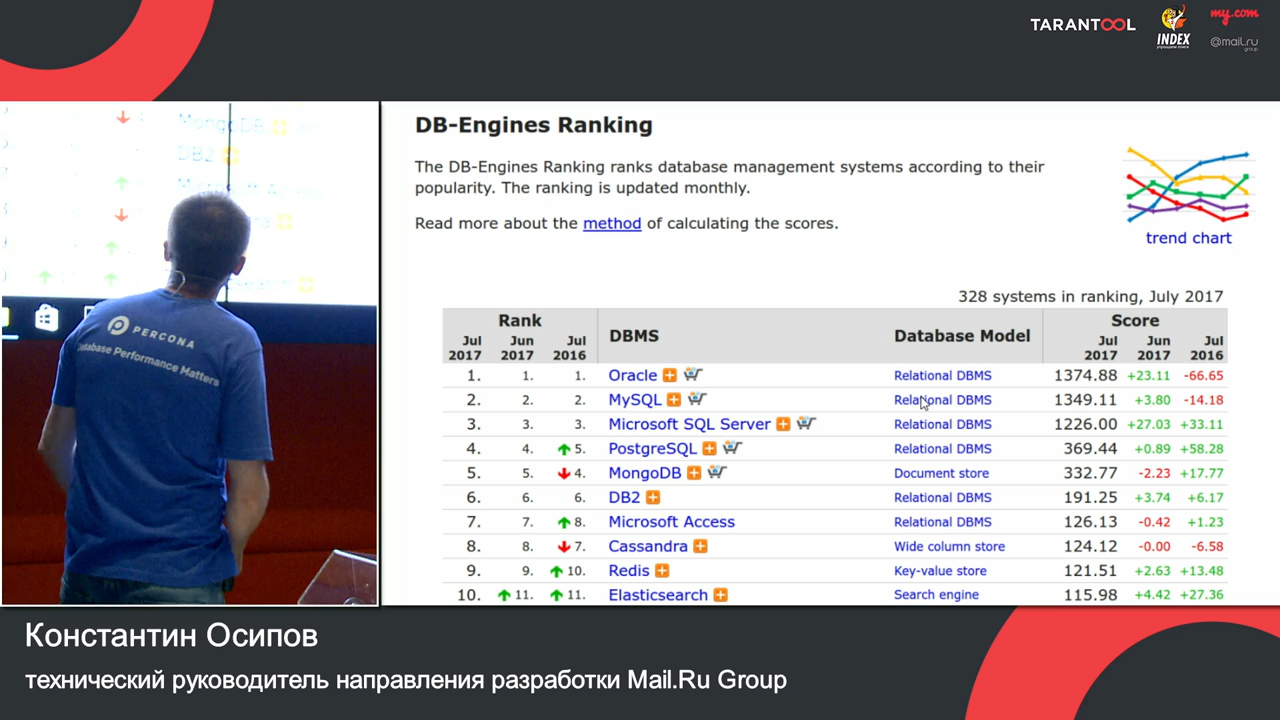 TARANTOOL
INDEX
упрощаем поиск
my.com
@mail.ru
group
MongoDB
DB2
Microsoft Access
PERCONA
Database Performance Matters
DB-Engines Ranking
The DB-Engines Ranking ranks database management systems according to their
popularity. The ranking is updated monthly.
Read more about the method of calculating the scores.
trend chart
328 systems in ranking, July 2017
Rank DBMS Database Model Score
Jul 2017 Jun 2017 Jul 2016 Jul 2017 Jun 2017 Jul 2016
1. 1. 1. Oracle Relational DBMS 1374.88 +23.11 -66.65
2. 2. 2. MySQL Relational DBMS 1349.11 +3.80 -14.18
3. 3. 3. Microsoft SQL Server Relational DBMS 1226.00 +27.03 +33.11
4. 4. 5. PostgreSQL Relational DBMS 369.44 +0.89 +58.28
5. 5. 4. MongoDB Document store 332.77 -2.23 +17.77
6. 6. 6. DB2 Relational DBMS 191.25 +3.74 +6.17
7. 7. 8. Microsoft Access Relational DBMS 126.13 -0.42 +1.23
8. 8. 7. Cassandra Wide column store 124.12 -0.00 -6.58
9. 9. 10. Redis Key-value store 121.51 +2.63 +13.48
10. 11. 11. Elasticsearch Search engine 115.98 +4.42 +27.36
Константин Осипов
технический руководитель направления разработки Mail.Ru Group